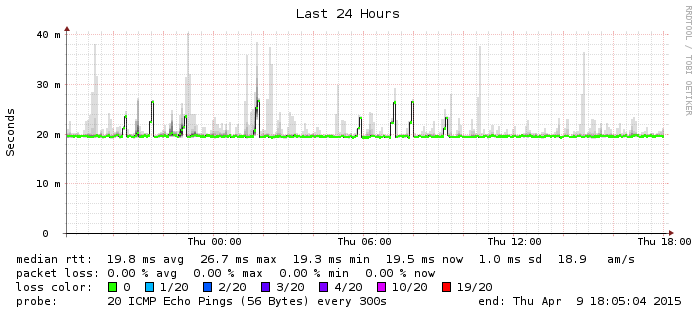 Last 24 Hours
RRDTOOL / TOBI OETIKER
Seconds
40 m
30 m
20 m
10 m
0
Thu 00:00 Thu 06:00 Thu 12:00 Thu 18:00
median rtt: 19.8 ms avg 26.7 ms max 19.3 ms min 19.5 ms now 1.0 ms sd 18.9 am/s
packet loss: 0.00 % avg 0.00 % max 0.00 % min 0.00 % now
loss color: 0 1/20 2/20 3/20 4/20 10/20 19/20
probe: 20 ICMP Echo Pings (56 Bytes) every 300s end: Thu Apr 9 18:05:04 2015